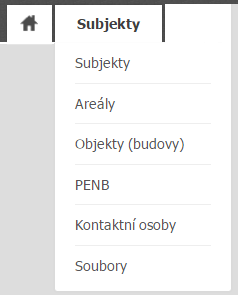 Subjekty
Subjekty
Areály
Objekty (budovy)
PENB
Kontaktní osoby
Soubory